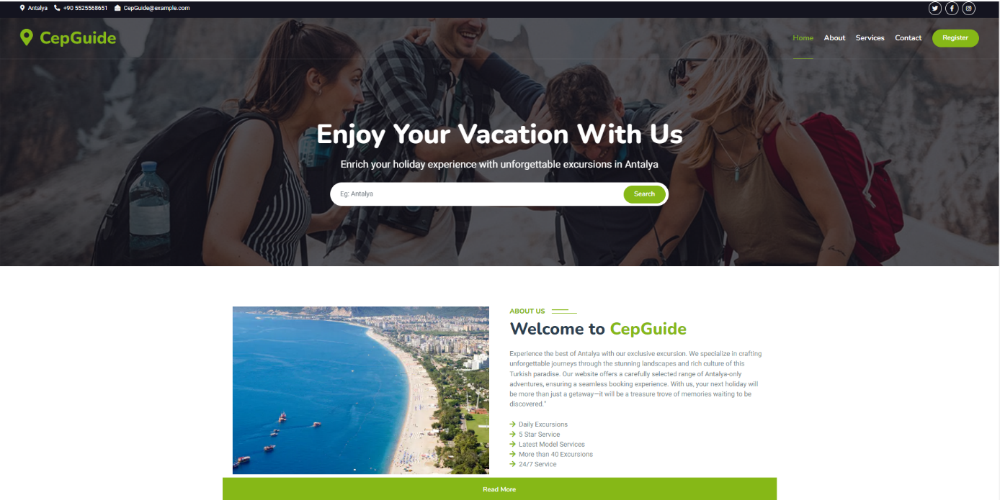 Antalya +90 5525568651 CepGuide@example.com
CepGuide
Home About Services Contact Register
Enjoy Your Vacation With Us
Enrich your holiday experience with unforgettable excursions in Antalya
Eg: Antalya Search
ABOUT US
Welcome to CepGuide
Experience the best of Antalya with our exclusive excursion. We specialize in crafting
unforgettable journeys through the stunning landscapes and rich culture of this
Turkish paradise. Our website offers a carefully selected range of Antalya-only
adventures, ensuring a seamless booking experience. With us, your next holiday will
be more than just a getaway—it will be a treasure trove of memories waiting to be
discovered."
Daily Excursions
5 Star Service
Latest Model Services
More than 40 Excursions
24/7 Service
Read More